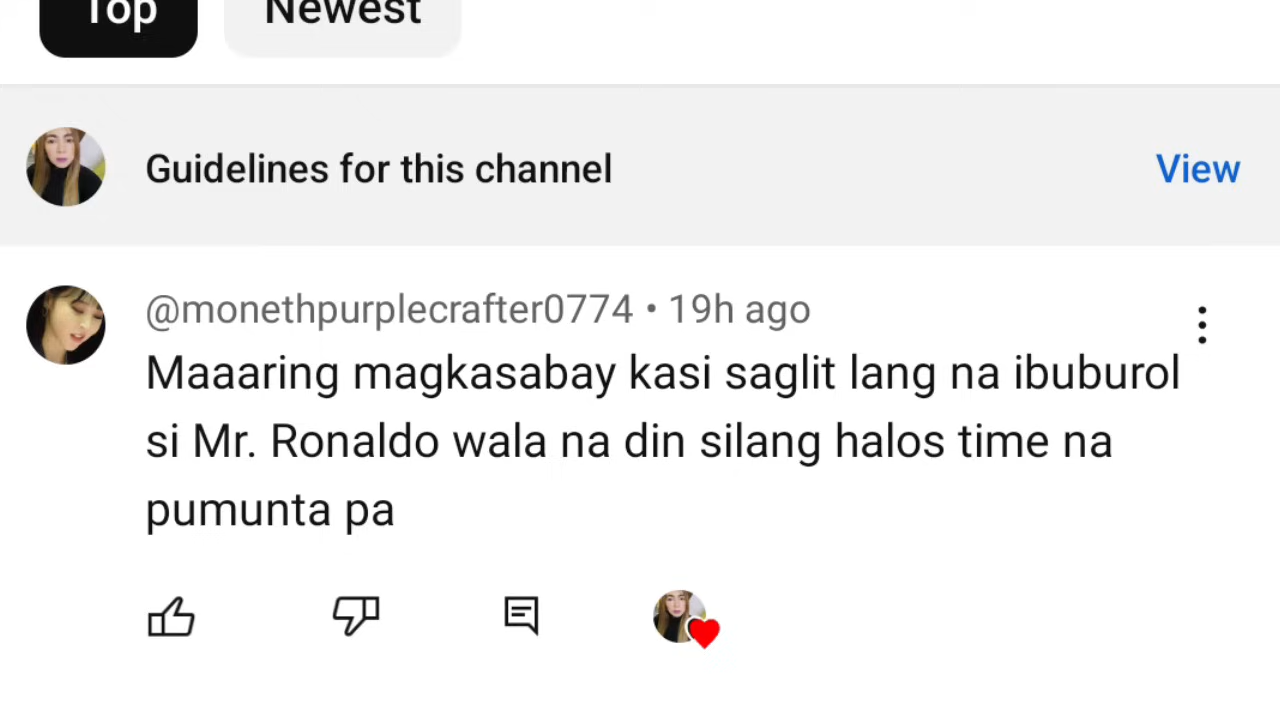 Top Newest
Guidelines for this channel View
@monethpurplecrafter0774 • 19h ago
Maaaring magkasabay kasi saglit lang na ibuburol
si Mr. Ronaldo wala na din silang halos time na
pumunta pa